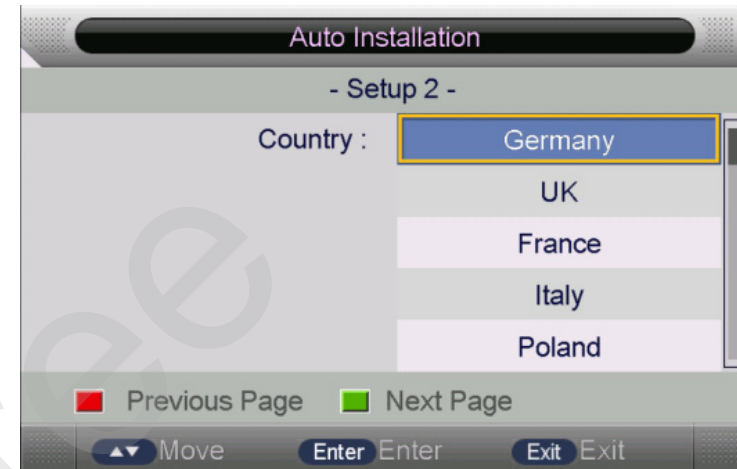 Auto Installation
- Setup 2 -
Country : Germany
UK
France
Italy
Poland
Previous Page Next Page
▲▼ Move Enter Enter Exit Exit